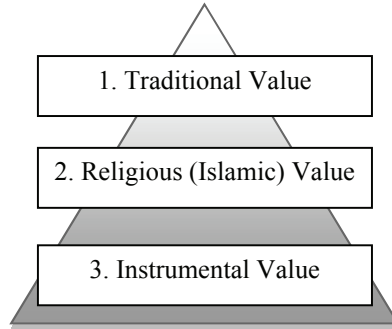 1. Traditional Value
2. Religious (Islamic) Value
3. Instrumental Value